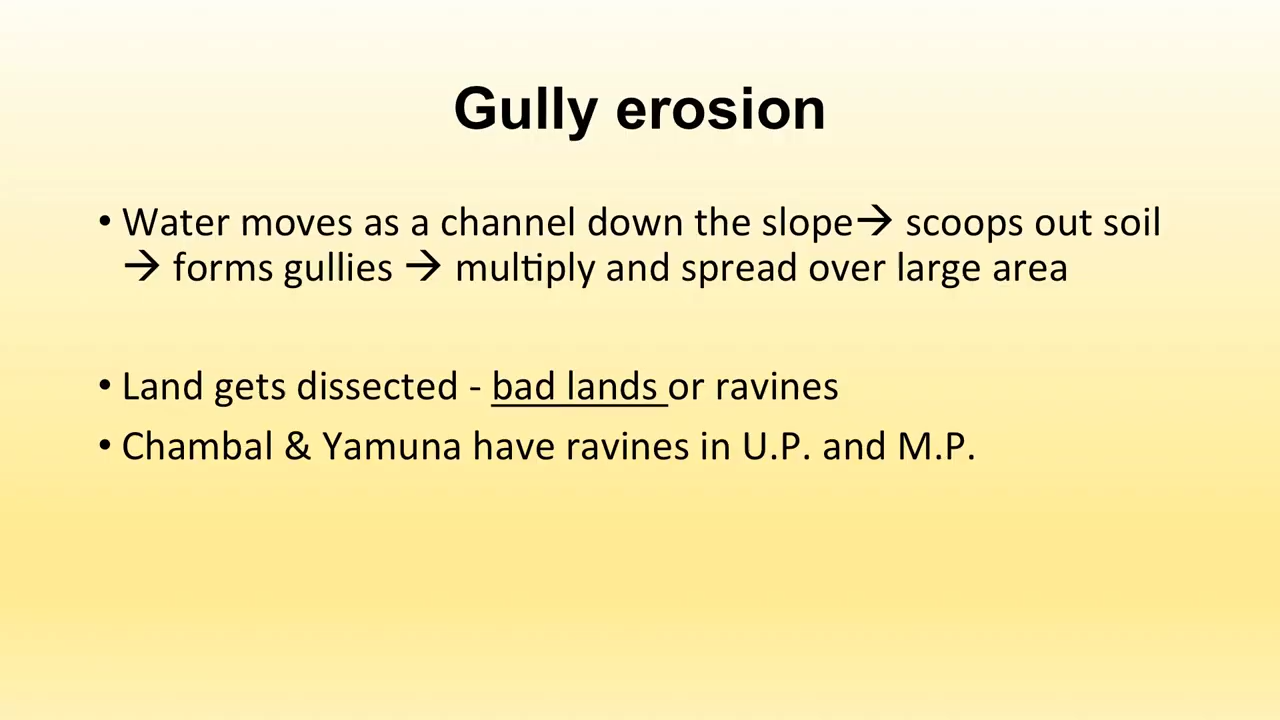 Gully erosion
• Water moves as a channel down the slope→ scoops out soil
→ forms gullies → multiply and spread over large area
• Land gets dissected - bad lands or ravines
• Chambal & Yamuna have ravines in U.P. and M.P.